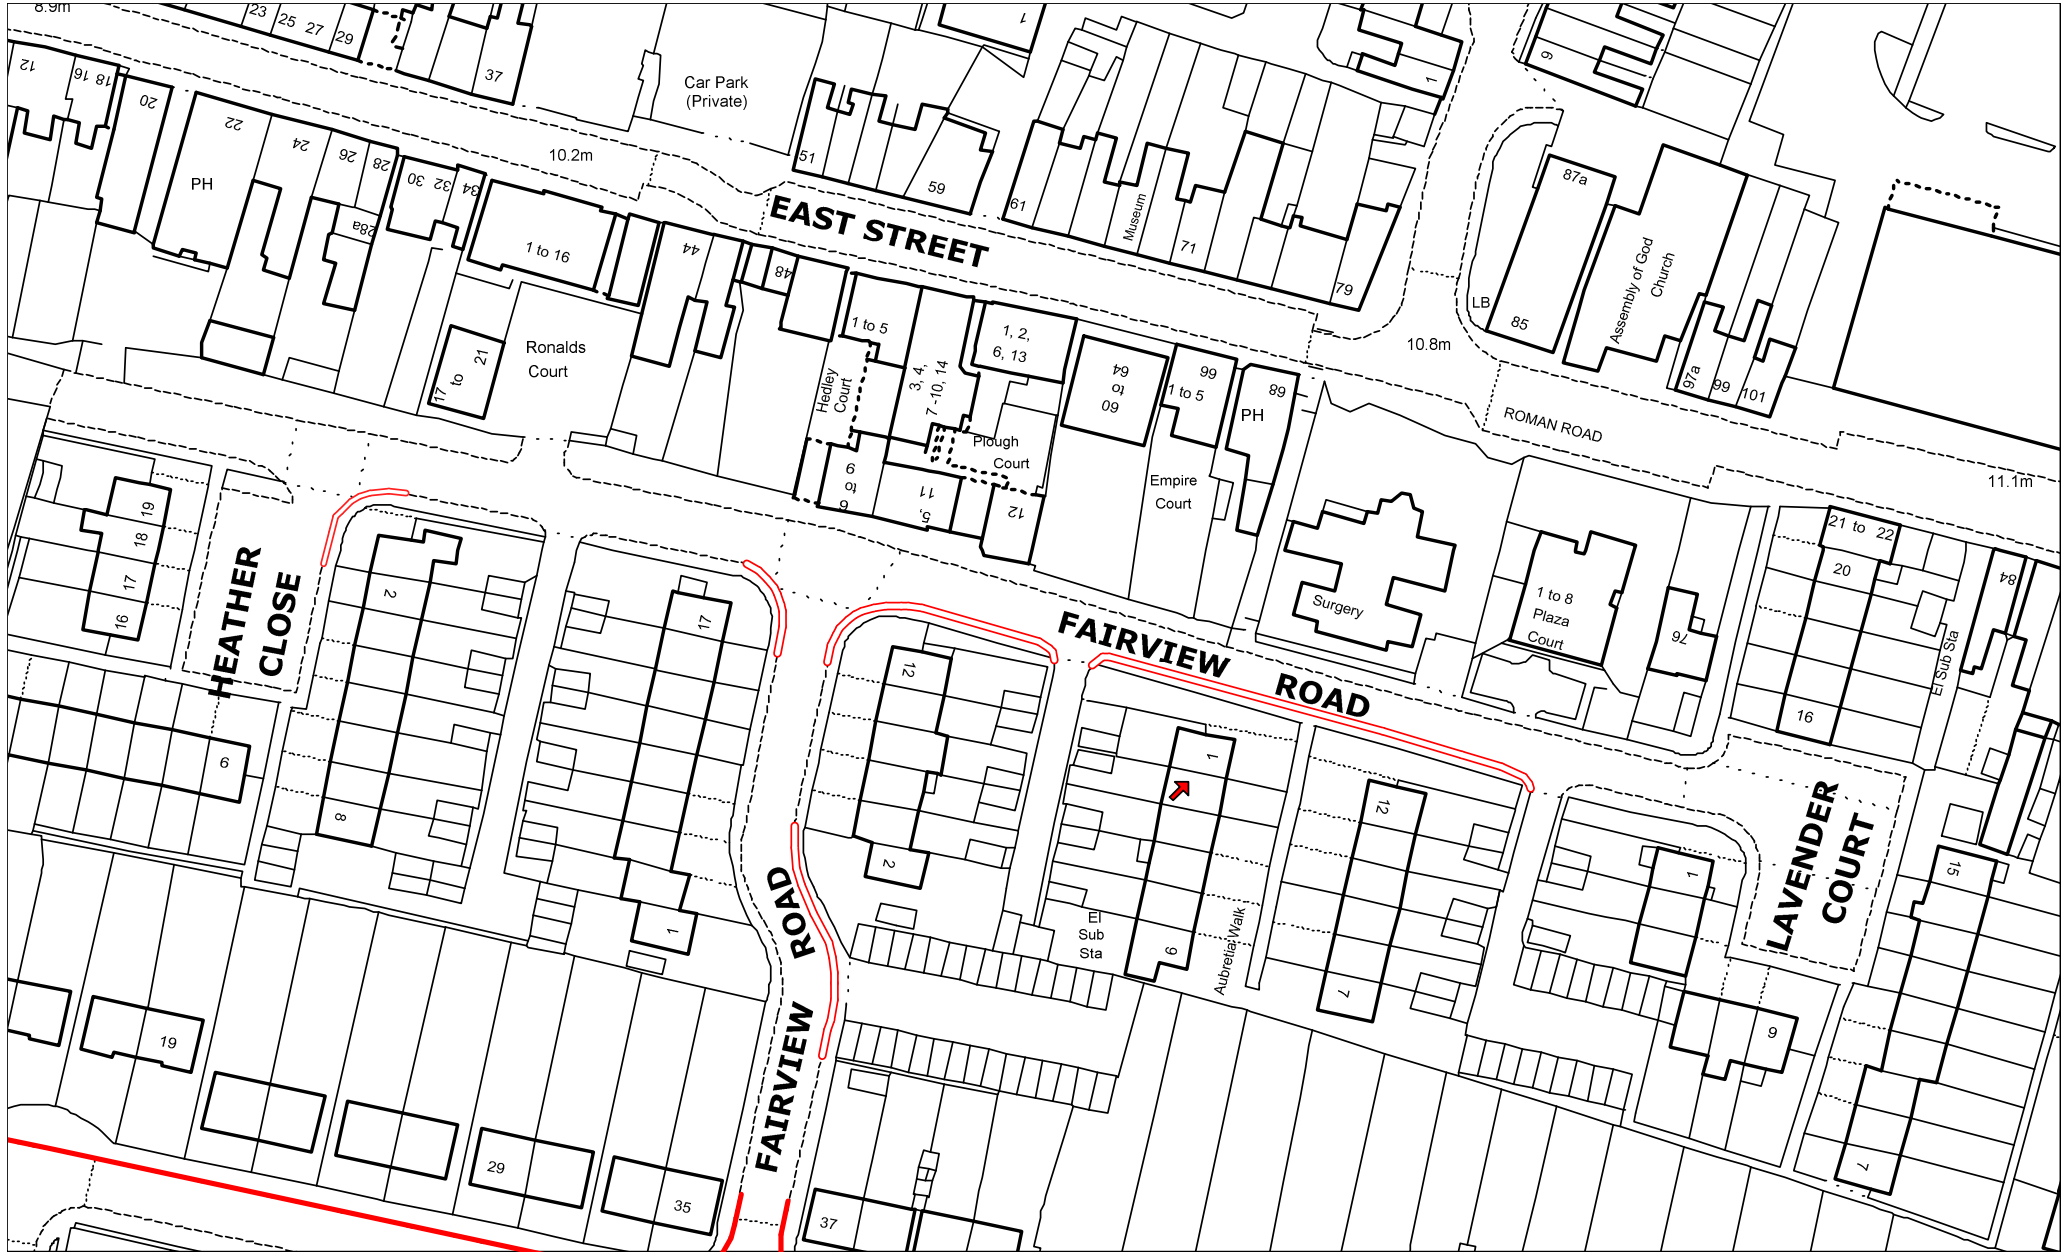 8.9m
23
25
27
29
37
1
1
9
12
16
18
20
22
24
26
28
28a
30
32
34
PH
Car Park
(Private)
10.2m
51
59
61
Museum
71
79
87a
85
LB
Assembly of God
Church
97a
99
101
EAST STREET
1 to 16
44
48
1 to 5
3, 4,
7 -10, 14
1, 2,
6, 13
Hedley
Court
Plough
Court
60
to
64
66
1 to 5
68
PH
10.8m
ROMAN ROAD
11.1m
Ronalds
Court
17
to
21
6
to
9
5,
11
12
Empire
Court
Surgery
1 to 8
Plaza
Court
76
21 to 22
20
16
84
El Sub Sta
19
18
17
16
HEATHER
CLOSE
2
8
9
17
1
12
2
FAIRVIEW
ROAD
1
9
El
Sub
Sta
Aubretia Walk
12
7
LAVENDER
COURT
1
9
15
7
FAIRVIEW ROAD
19
29
35
37